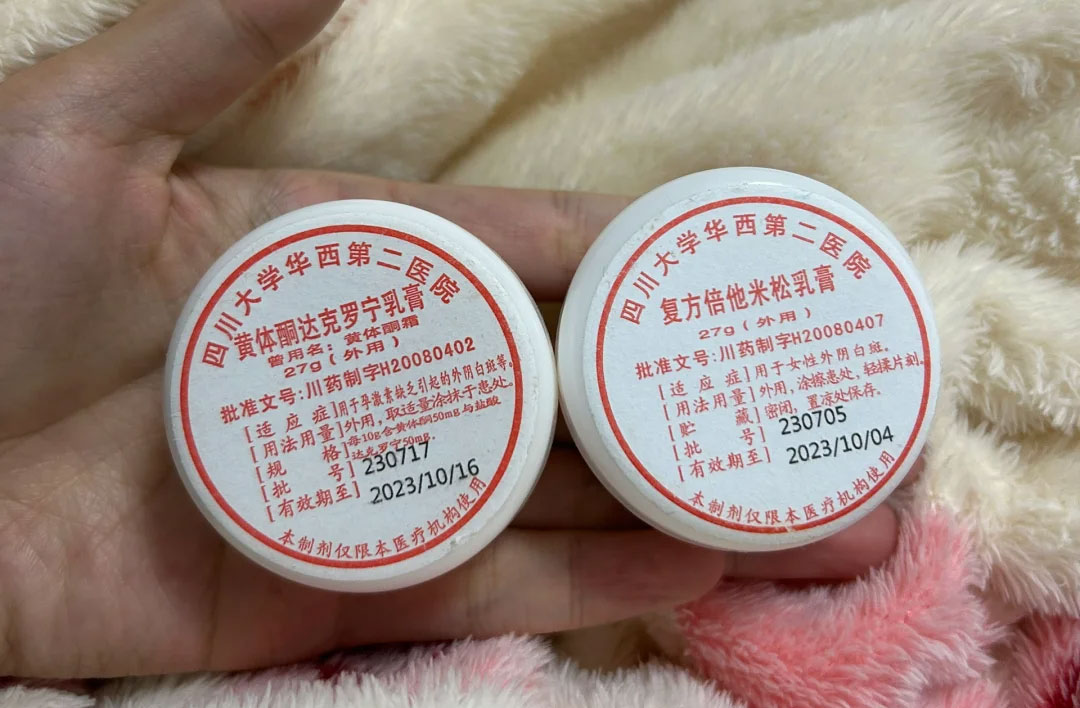 四川大学华西第二医院
黄体酮达克罗宁乳膏
曾用名：黄体酮霜
27g（外用）
批准文号：川药制字H20080402
[适应症]用于孕激素缺乏引起的外阴白斑等。
[用法用量]外用，取适量涂抹于患处。
[规格]每10g含黄体酮50mg与盐酸
达克罗宁50mg.
[批号]230717
[有效期至]2023/10/16
本制剂仅限本医疗机构使用
四川大学华西第二医院
复方倍他米松乳膏
27g（外用）
批准文号：川药制字H20080407
[适应症]用于女性外阴白斑。
[用法用量]外用，涂擦患处，轻揉片刻。
[贮藏]密闭，置凉处保存。
[批号]230705
[有效期至]2023/10/04
本制剂仅限本医疗机构使用